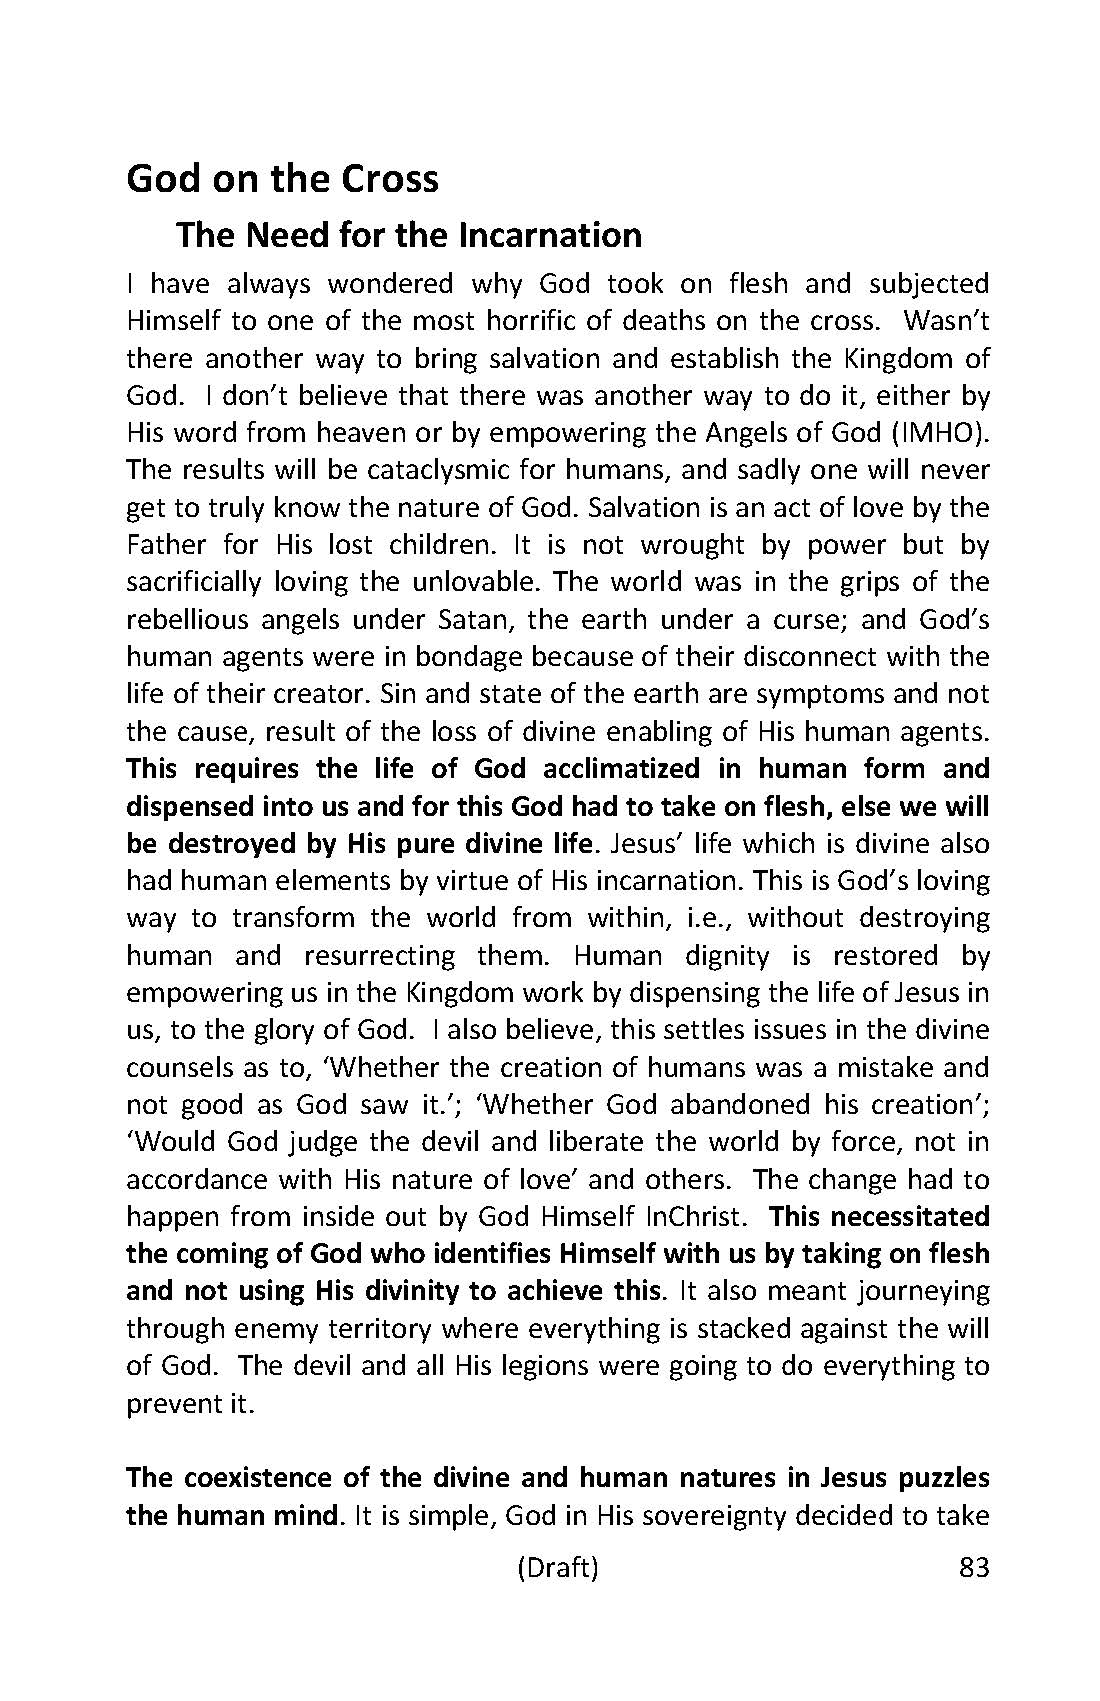 God on the Cross
The Need for the Incarnation
I have always wondered why God took on flesh and subjected
Himself to one of the most horrific of deaths on the cross. Wasn’t
there another way to bring salvation and establish the Kingdom of
God. I don’t believe that there was another way to do it, either by
His word from heaven or by empowering the Angels of God (IMHO).
The results will be cataclysmic for humans, and sadly one will never
get to truly know the nature of God. Salvation is an act of love by the
Father for His lost children. It is not wrought by power but by
sacrificially loving the unlovable. The world was in the grips of the
rebellious angels under Satan, the earth under a curse; and God’s
human agents were in bondage because of their disconnect with the
life of their creator. Sin and state of the earth are symptoms and not
the cause, result of the loss of divine enabling of His human agents.
This requires the life of God acclimatized in human form and
dispensed into us and for this God had to take on flesh, else we will
be destroyed by His pure divine life. Jesus’ life which is divine also
had human elements by virtue of His incarnation. This is God’s loving
way to transform the world from within, i.e., without destroying
human and resurrecting them. Human dignity is restored by
empowering us in the Kingdom work by dispensing the life of Jesus in
us, to the glory of God. I also believe, this settles issues in the divine
counsels as to, ‘Whether the creation of humans was a mistake and
not good as God saw it.’; ‘Whether God abandoned his creation’;
‘Would God judge the devil and liberate the world by force, not in
accordance with His nature of love’ and others. The change had to
happen from inside out by God Himself InChrist. This necessitated
the coming of God who identifies Himself with us by taking on flesh
and not using His divinity to achieve this. It also meant journeying
through enemy territory where everything is stacked against the will
of God. The devil and all His legions were going to do everything to
prevent it.
The coexistence of the divine and human natures in Jesus puzzles
the human mind. It is simple, God in His sovereignty decided to take
(Draft) 83